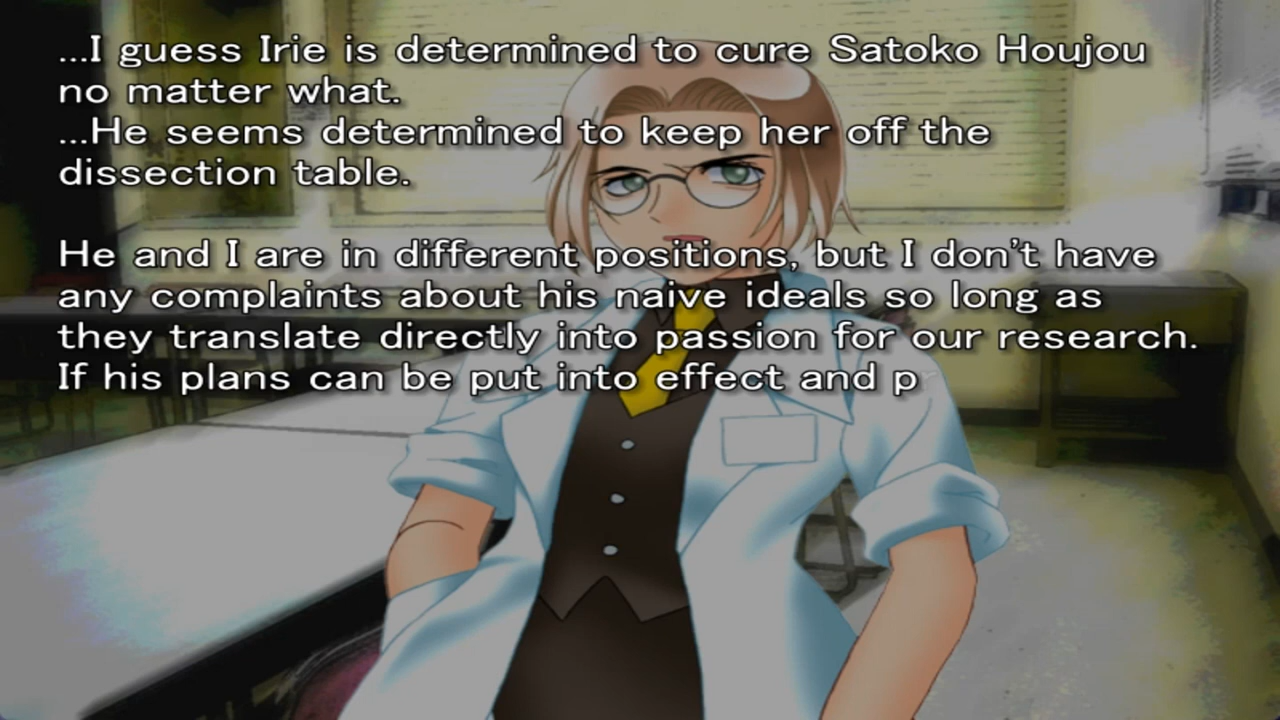 ...I guess Irie is determined to cure Satoko Houjou
no matter what.
...He seems determined to keep her off the
dissection table.
He and I are in different positions, but I don't have
any complaints about his naive ideals so long as
they translate directly into passion for our research.
If his plans can be put into effect and p